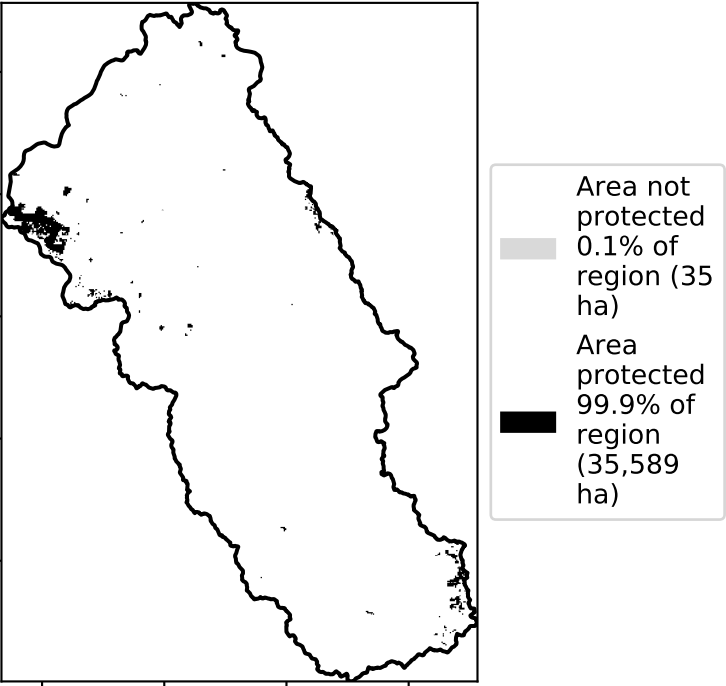 Area not
protected
0.1% of
region (35
ha)
Area
protected
99.9% of
region
(35,589
ha)